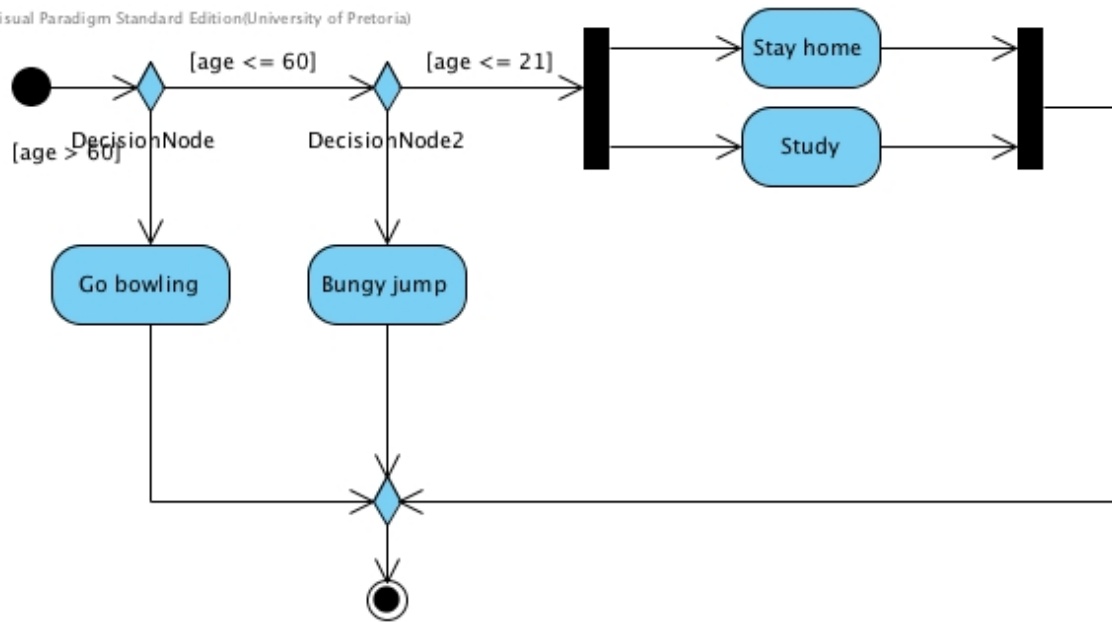 isual Paradigm Standard Edition(University of Pretoria)
[age <= 60]
[age <= 21]
Stay home
DecisionNode
DecisionNode2
[age > 60]
Study
Go bowling
Bungy jump